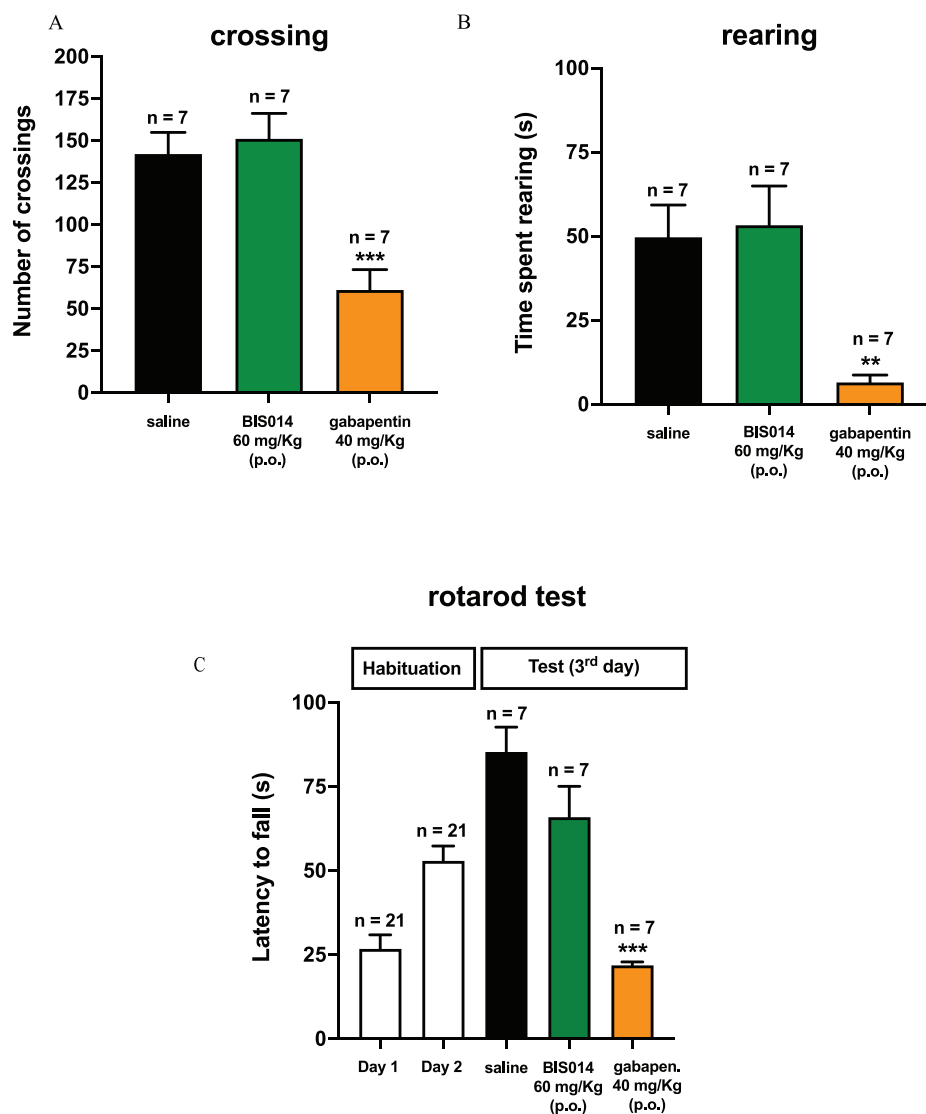 A
crossing
Number of crossings
200
175
150
125
100
75
50
25
0
n = 7
n = 7
n = 7
***
saline
BIS014
60 mg/Kg
(p.o.)
gabapentin
40 mg/Kg
(p.o.)
B
rearing
Time spent rearing (s)
100
75
50
25
0
n = 7
n = 7
n = 7
**
saline
BIS014
60 mg/Kg
(p.o.)
gabapentin
40 mg/Kg
(p.o.)
rotarod test
C
Habituation
Test (3rd day)
Latency to fall (s)
100
75
50
25
0
n = 21
n = 21
n = 7
n = 7
n = 7
***
Day 1
Day 2
saline
BIS014
60 mg/Kg
(p.o.)
gabapen.
40 mg/Kg
(p.o.)